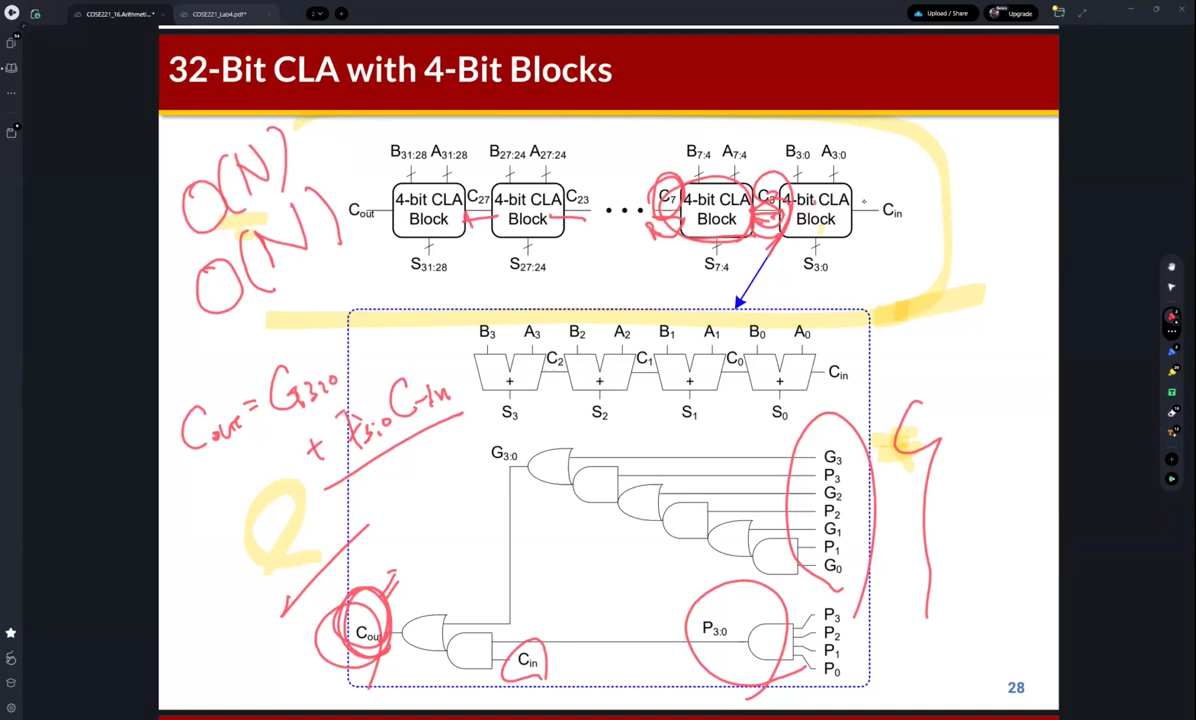 COSE221_16.Arithmeti...*
COSE221_Lab4.pdf*
2
Upload / Share
Upgrade
54
32-Bit CLA with 4-Bit Blocks
B31:28 A31:28 B27:24 A27:24 B7:4 A7:4 B3:0 A3:0
Cout 4-bit CLA Block C27 4-bit CLA Block C23 • • • C7 4-bit CLA Block C3 4-bit CLA Block Cin
S31:28 S27:24 S7:4 S3:0
O(N)
O(N)
B3 A3 B2 A2 B1 A1 B0 A0
C2 C1 C0 Cin
+ + + +
S3 S2 S1 S0
Cout = G3:0
+ P3:0 C-in
G3:0
G3
P3
G2
P2
G1
P1
G0
P3:0
P3
P2
P1
P0
Cin
28